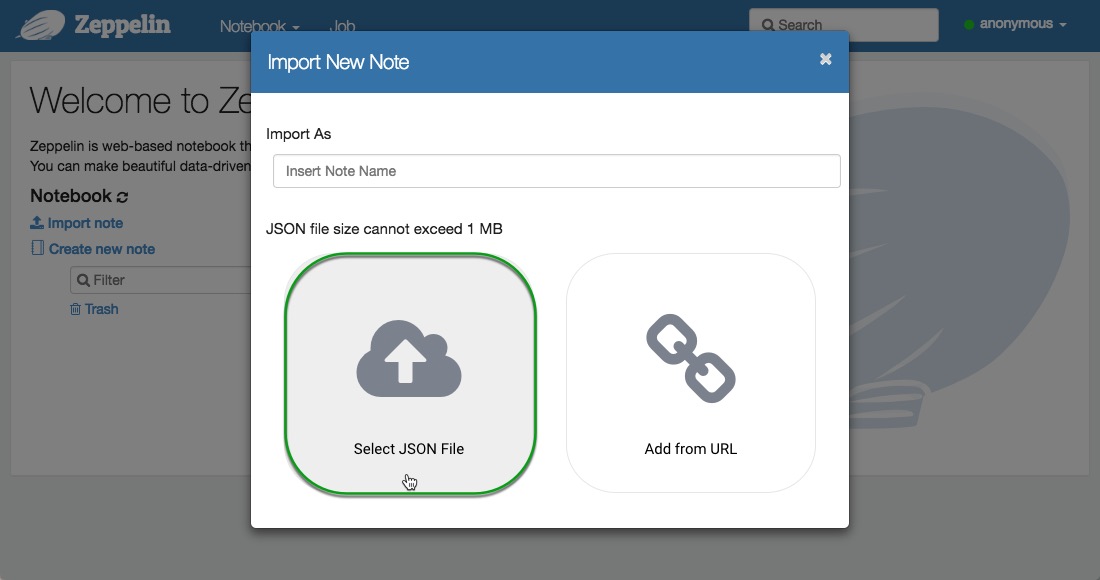 Zeppelin
Notebook
Job
Search
anonymous
Import New Note
Welcome to Ze
Zeppelin is web-based notebook th
You can make beautiful data-driven
Notebook
Import note
Create new note
Filter
Trash
Import As
Insert Note Name
JSON file size cannot exceed 1 MB
Select JSON File
Add from URL